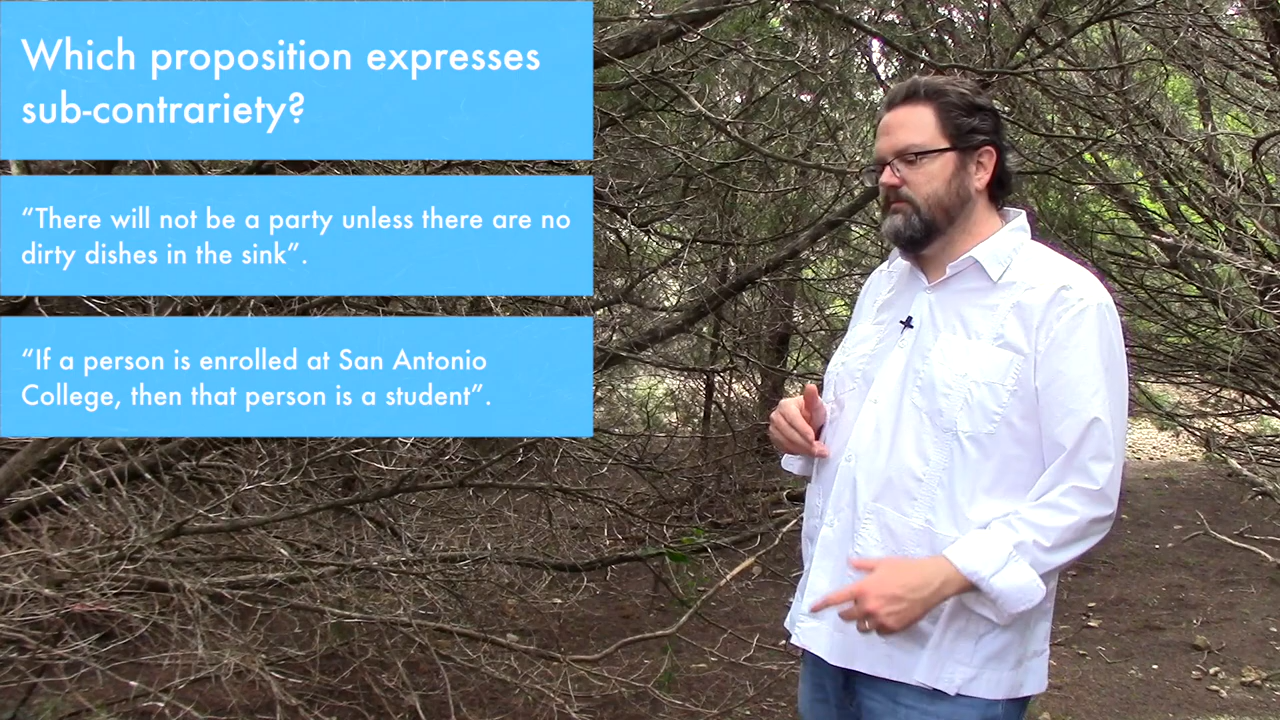 Which proposition expresses
sub-contrariety?
“There will not be a party unless there are no
dirty dishes in the sink”.
“If a person is enrolled at San Antonio
College, then that person is a student”.